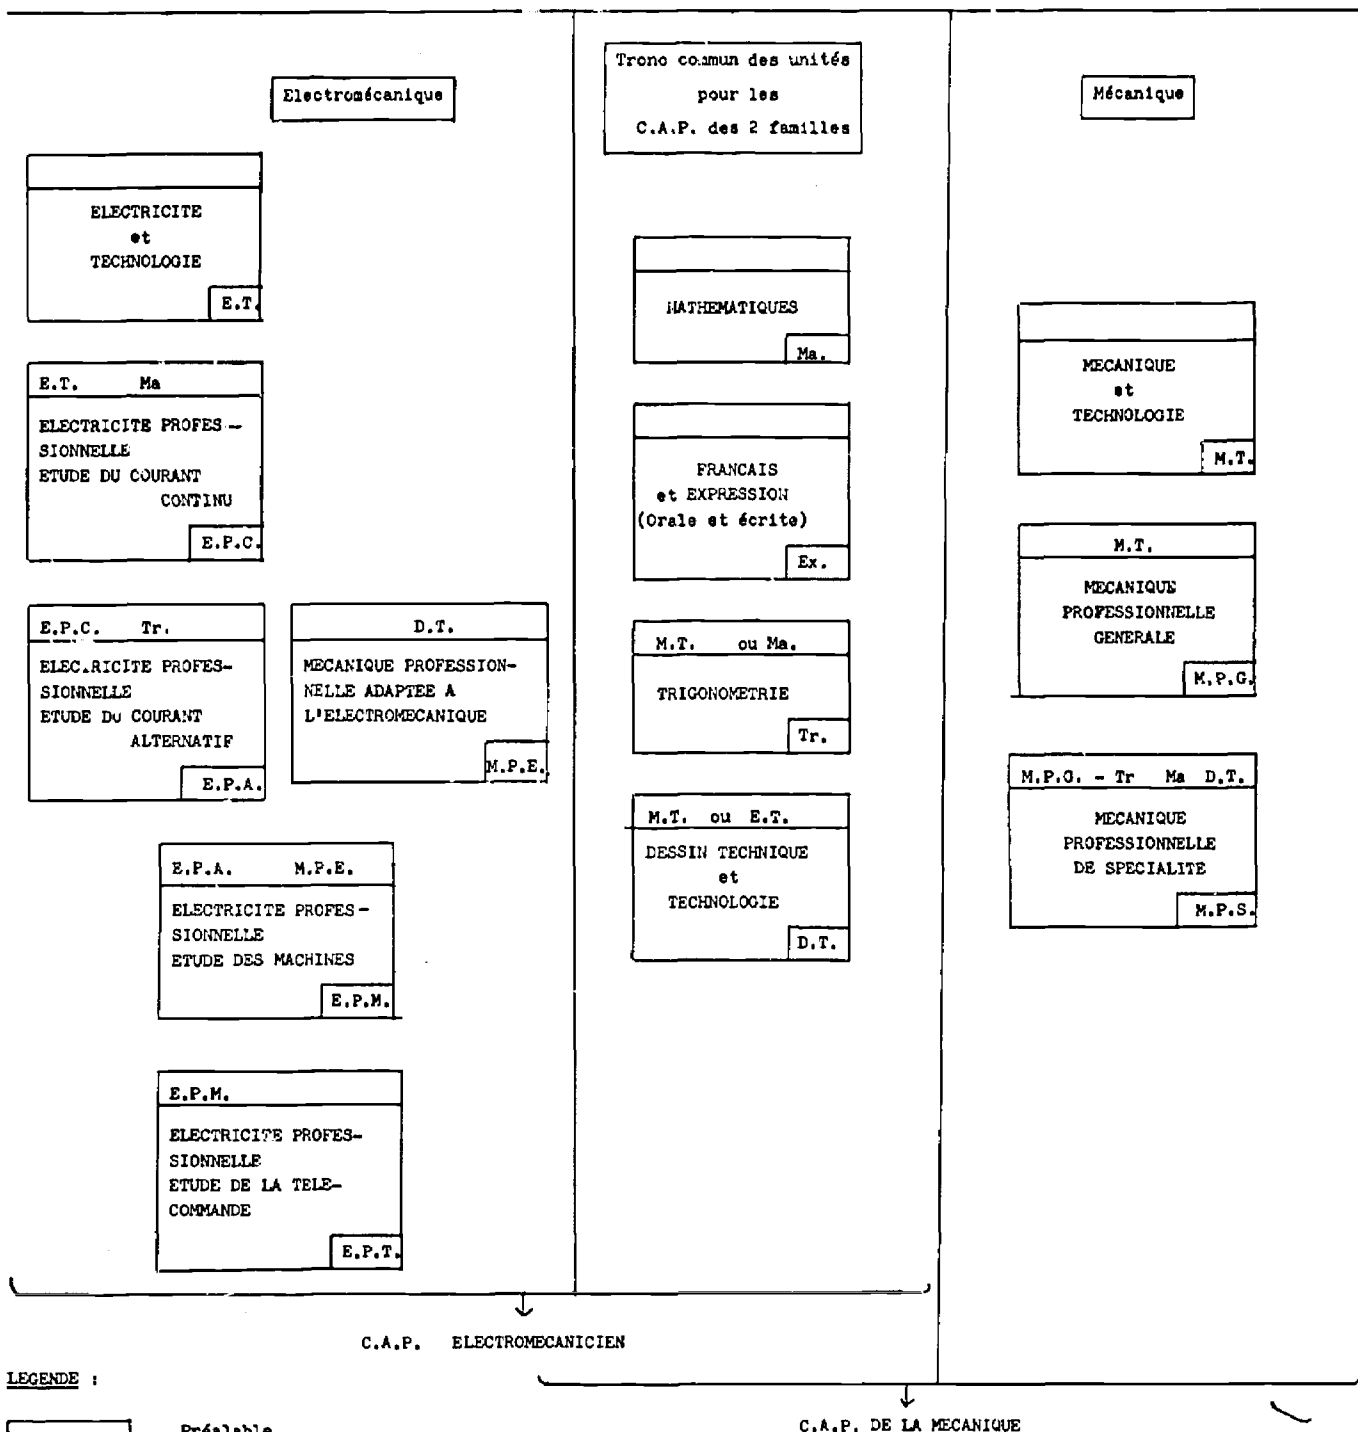 Electromécanique
ELECTRICITE
et
TECHNOLOGIE
E.T.
E.T. Ma
ELECTRICITE PROFES-
SIONNELLE
ETUDE DU COURANT
CONTINU
E.P.C.
E.P.C. Tr.
ELECTRICITE PROFES-
SIONNELLE
ETUDE DU COURANT
ALTERNATIF
E.P.A.
D.T.
MECANIQUE PROFESSION-
NELLE ADAPTEE A
L'ELECTROMECANIQUE
M.P.E.
E.P.A. M.P.E.
ELECTRICITE PROFES-
SIONNELLE
ETUDE DES MACHINES
E.P.M.
E.P.M.
ELECTRICITE PROFES-
SIONNELLE
ETUDE DE LA TELE-
COMMANDE
E.P.T.
Tronc commun des unités
pour les
C.A.P. des 2 familles
MATHEMATIQUES
Ma.
FRANCAIS
et EXPRESSION
(Orale et écrite)
Ex.
M.T. ou Ma.
TRIGONOMETRIE
Tr.
M.T. ou E.T.
DESSIN TECHNIQUE
et
TECHNOLOGIE
D.T.
Mécanique
MECANIQUE
et
TECHNOLOGIE
M.T.
M.T.
MECANIQUE
PROFESSIONNELLE
GENERALE
M.P.G.
M.P.G. - Tr Ma D.T.
MECANIQUE
PROFESSIONNELLE
DE SPECIALITE
M.P.S.
C.A.P. ELECTROMECANICIEN
C.A.P. DE LA MECANIQUE
LEGENDE :
Préalable